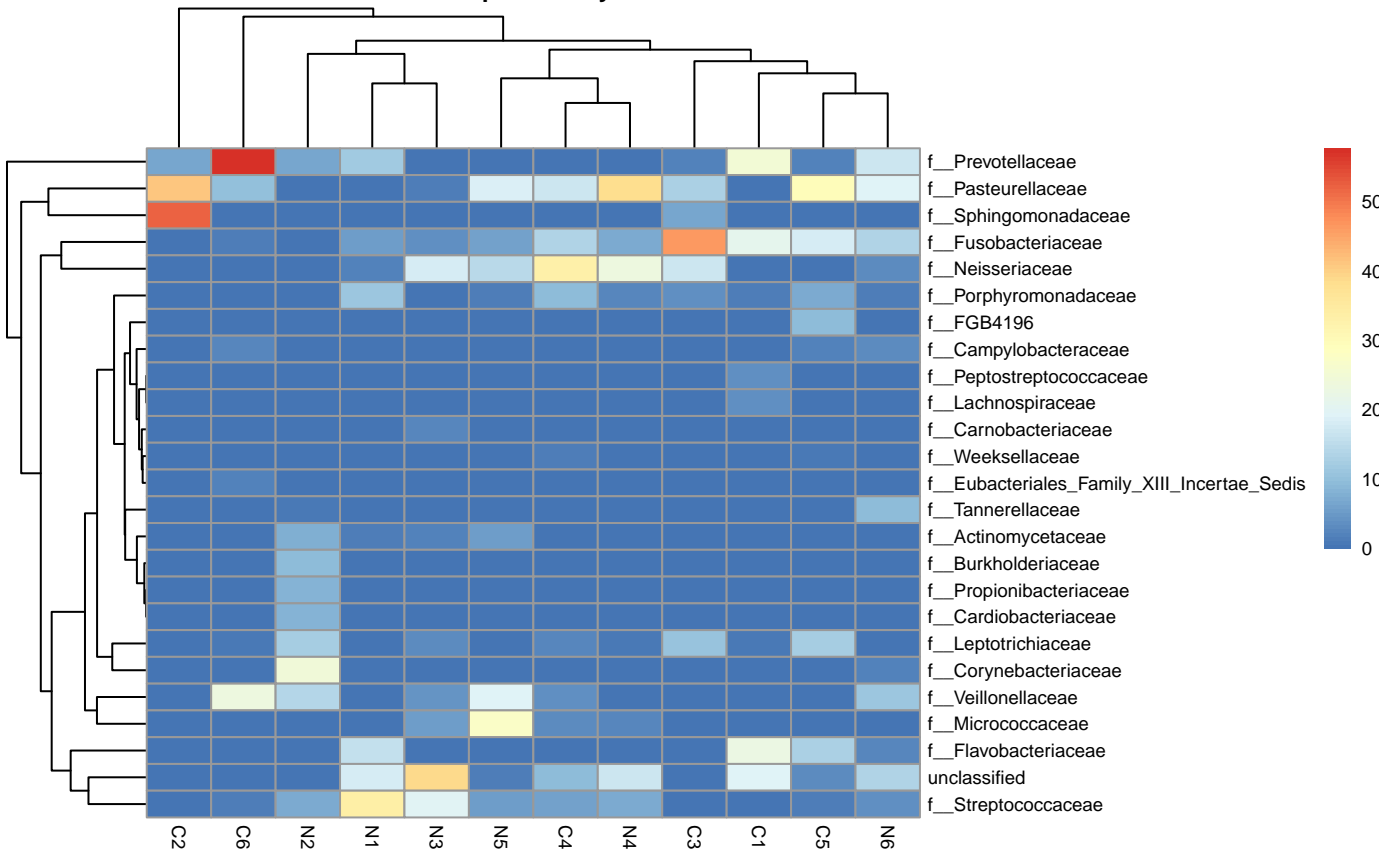 f__Prevotellaceae
f__Pasteurellaceae
f__Sphingomonadaceae
f__Fusobacteriaceae
f__Neisseriaceae
f__Porphyromonadaceae
f__FGB4196
f__Campylobacteraceae
f__Peptostreptococcaceae
f__Lachnospiraceae
f__Carnobacteriaceae
f__Weeksellaceae
f__Eubacteriales_Family_XIII_Incertae_Sedis
f__Tannerellaceae
f__Actinomycetaceae
f__Burkholderiaceae
f__Propionibacteriaceae
f__Cardiobacteriaceae
f__Leptotrichiaceae
f__Corynebacteriaceae
f__Veillonellaceae
f__Micrococcaceae
f__Flavobacteriaceae
unclassified
f__Streptococcaceae
C2 C6 N2 N1 N3 N5 C4 N4 C3 C1 C5 N6
50
40
30
20
10
0